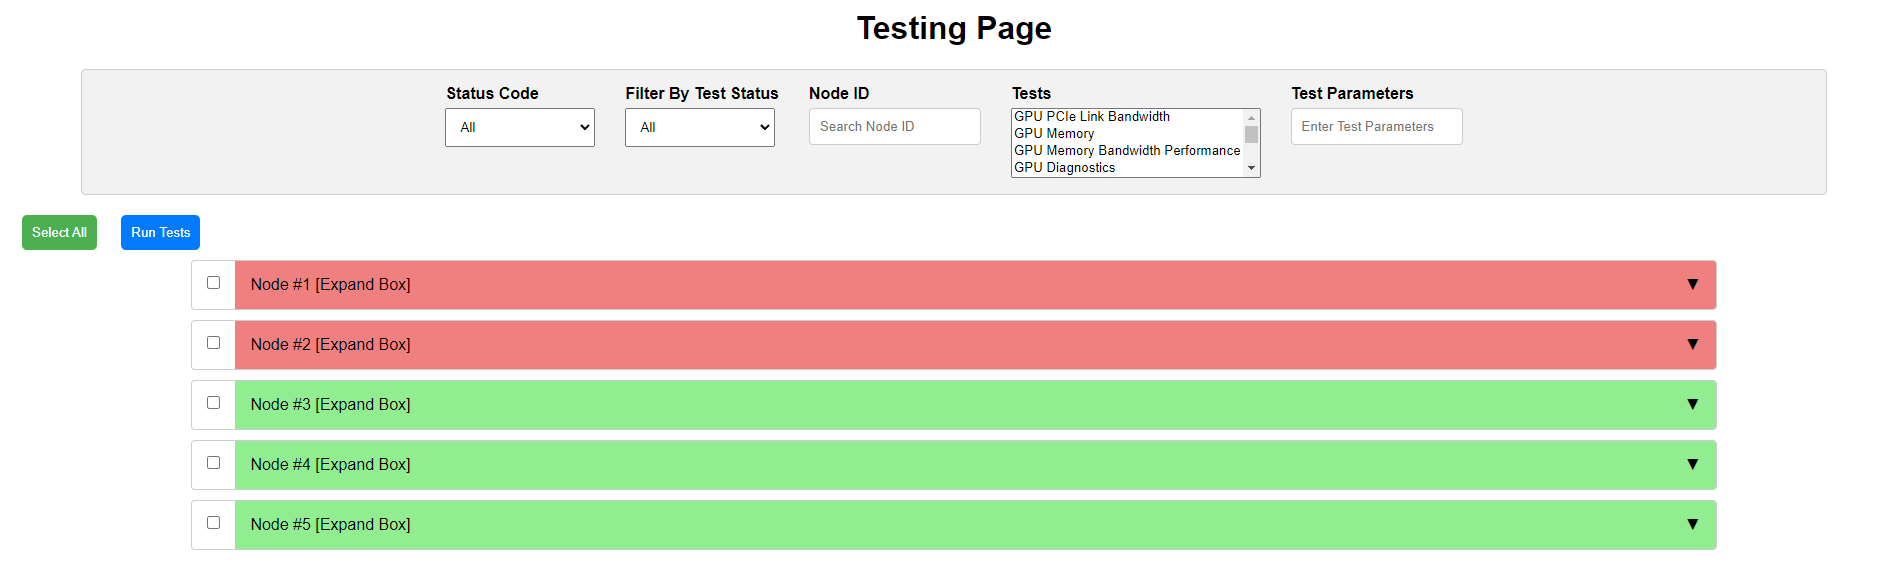 Testing Page
Status Code
Filter By Test Status
Node ID
Tests
Test Parameters
All
All
Search Node ID
GPU PCIe Link Bandwidth
GPU Memory
GPU Memory Bandwidth Performance
GPU Diagnostics
Enter Test Parameters
Select All
Run Tests
Node #1 [Expand Box]
Node #2 [Expand Box]
Node #3 [Expand Box]
Node #4 [Expand Box]
Node #5 [Expand Box]